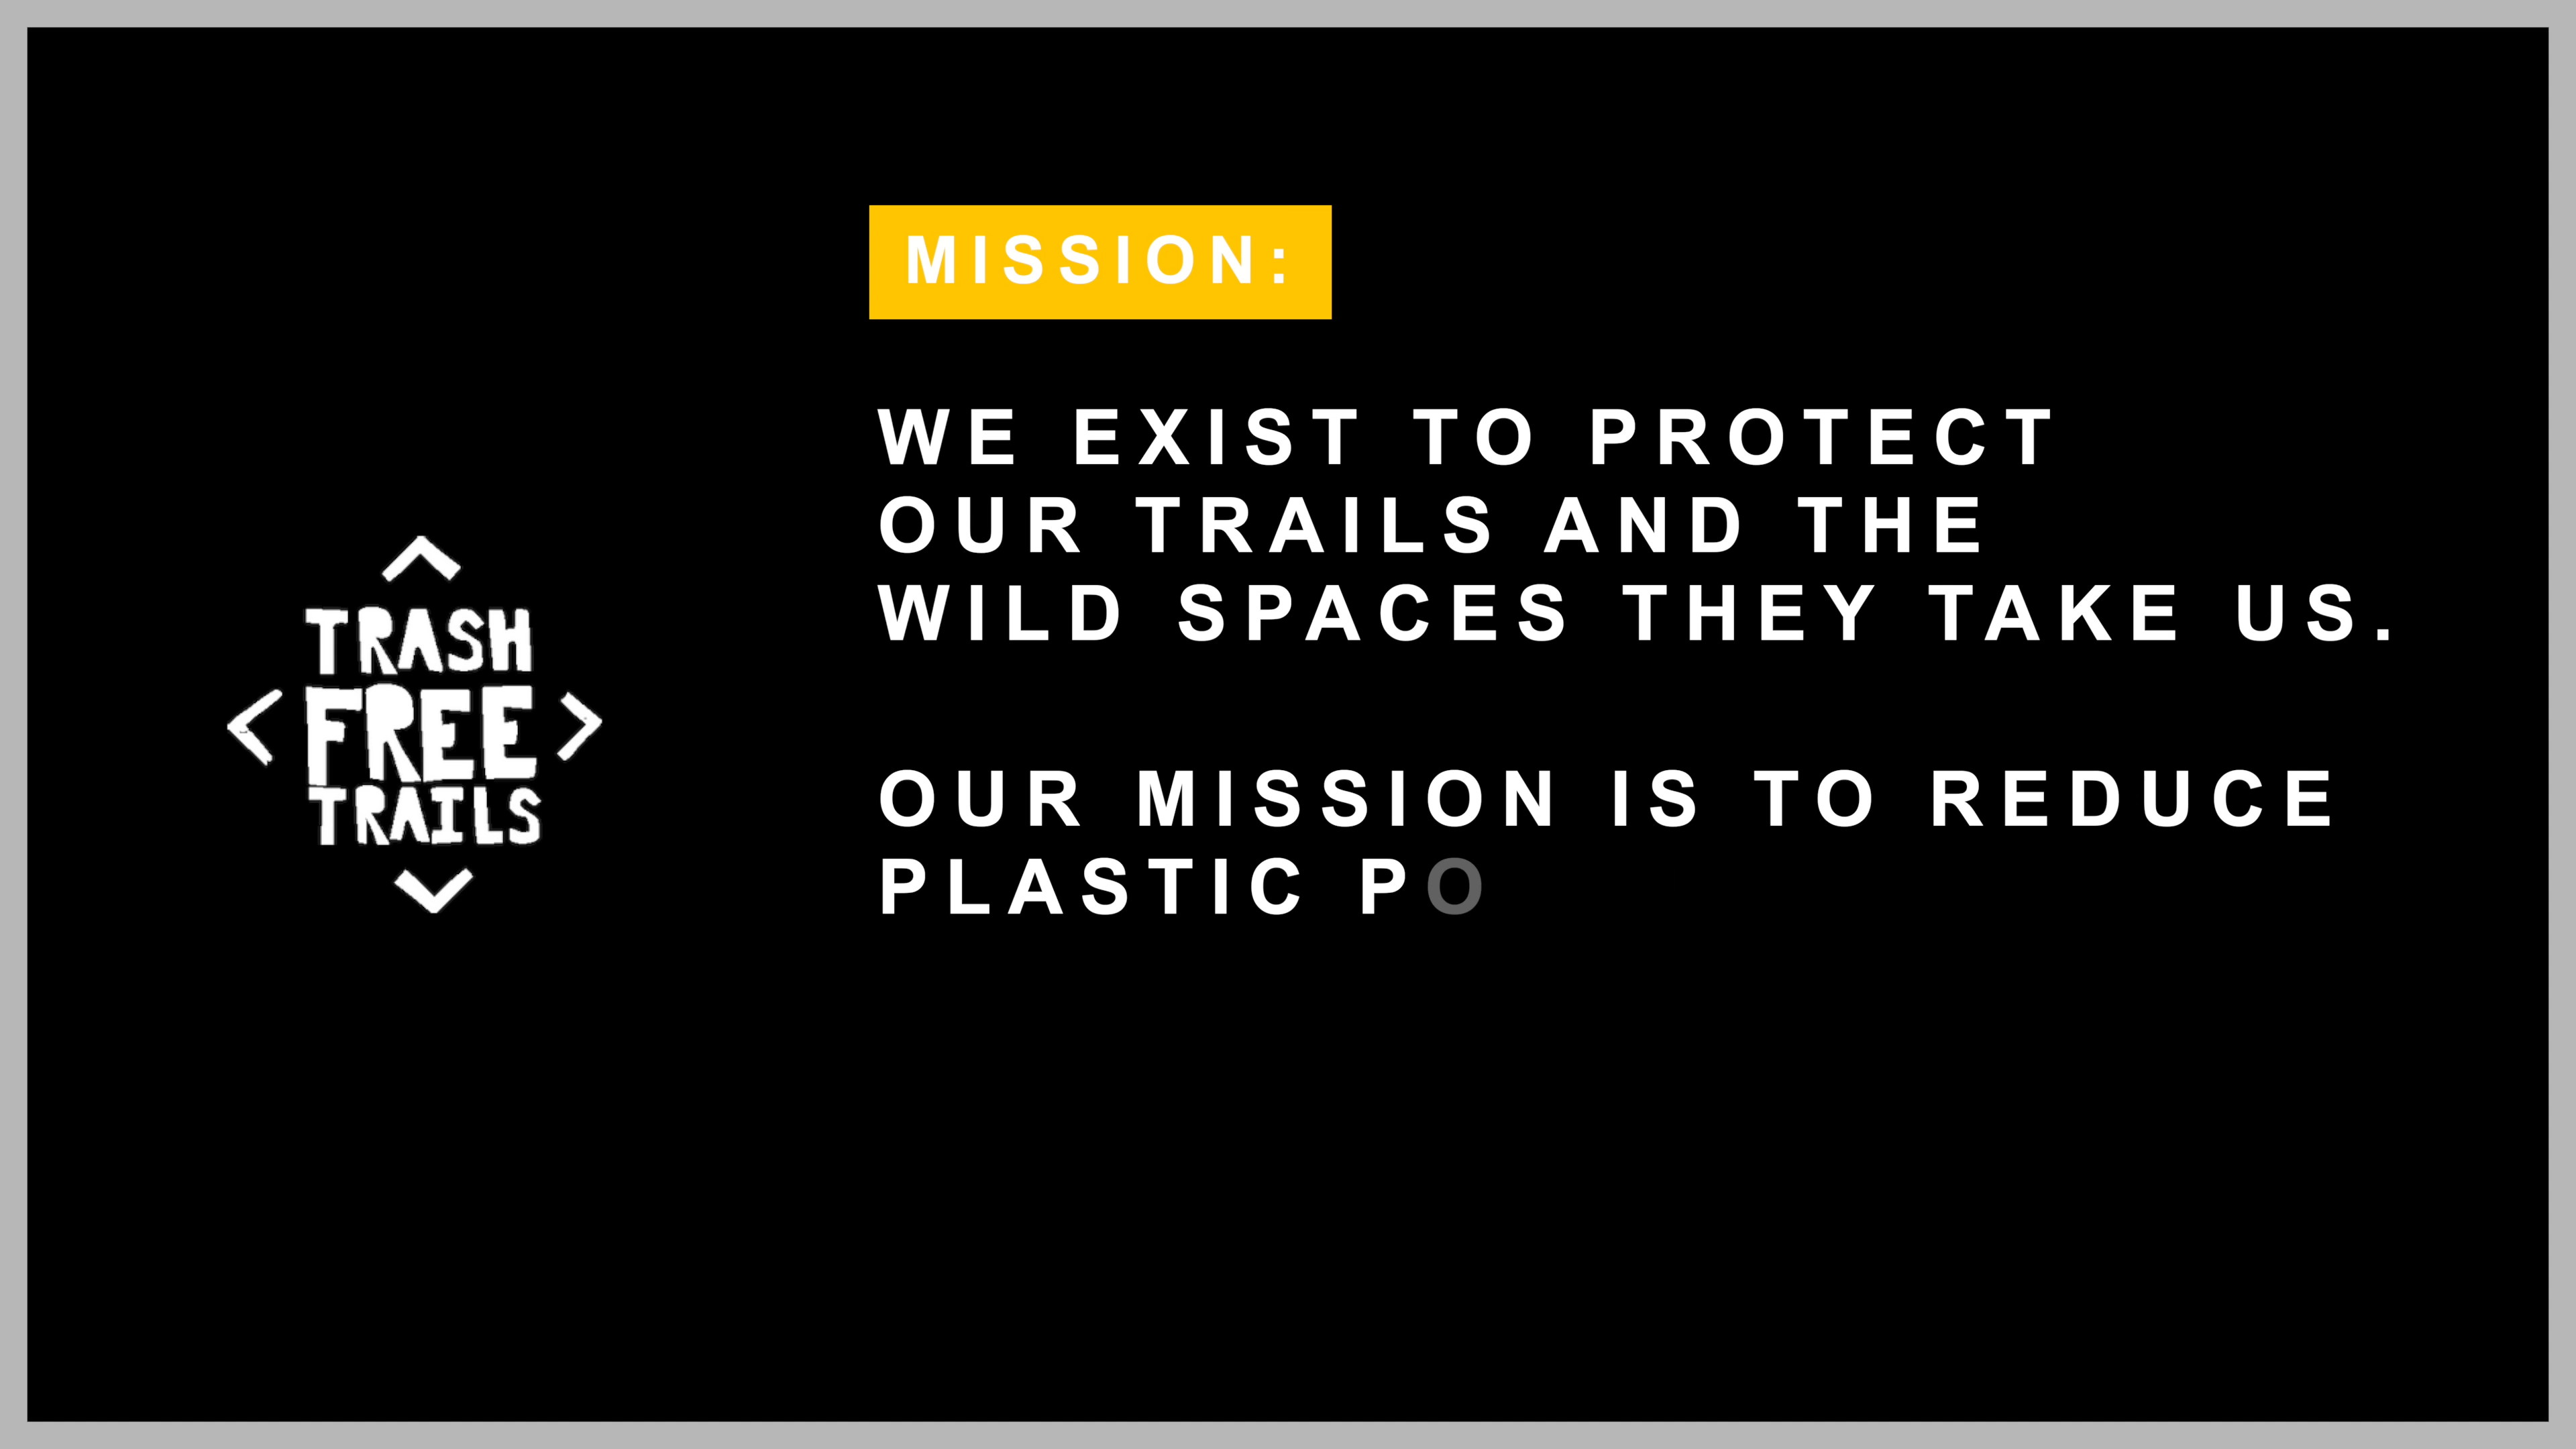 MISSION:
WE EXIST TO PROTECT
OUR TRAILS AND THE
WILD SPACES THEY TAKE US.
OUR MISSION IS TO REDUCE
PLASTIC PO
TRASH
FREE
TRAILS